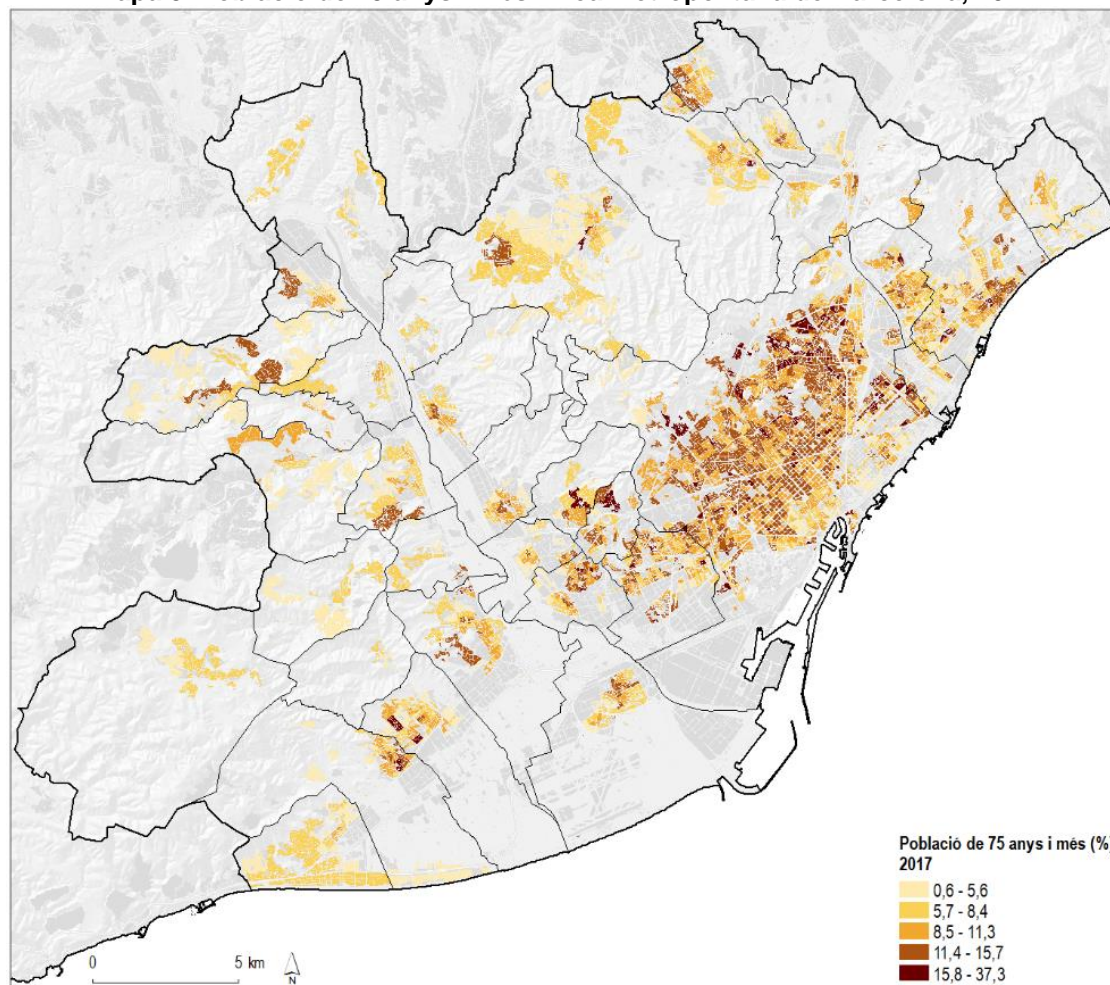 Població de 75 anys i més (%)
2017
0,6 - 5,6
5,7 - 8,4
8,5 - 11,3
11,4 - 15,7
15,8 - 37,3
0 5 km
N